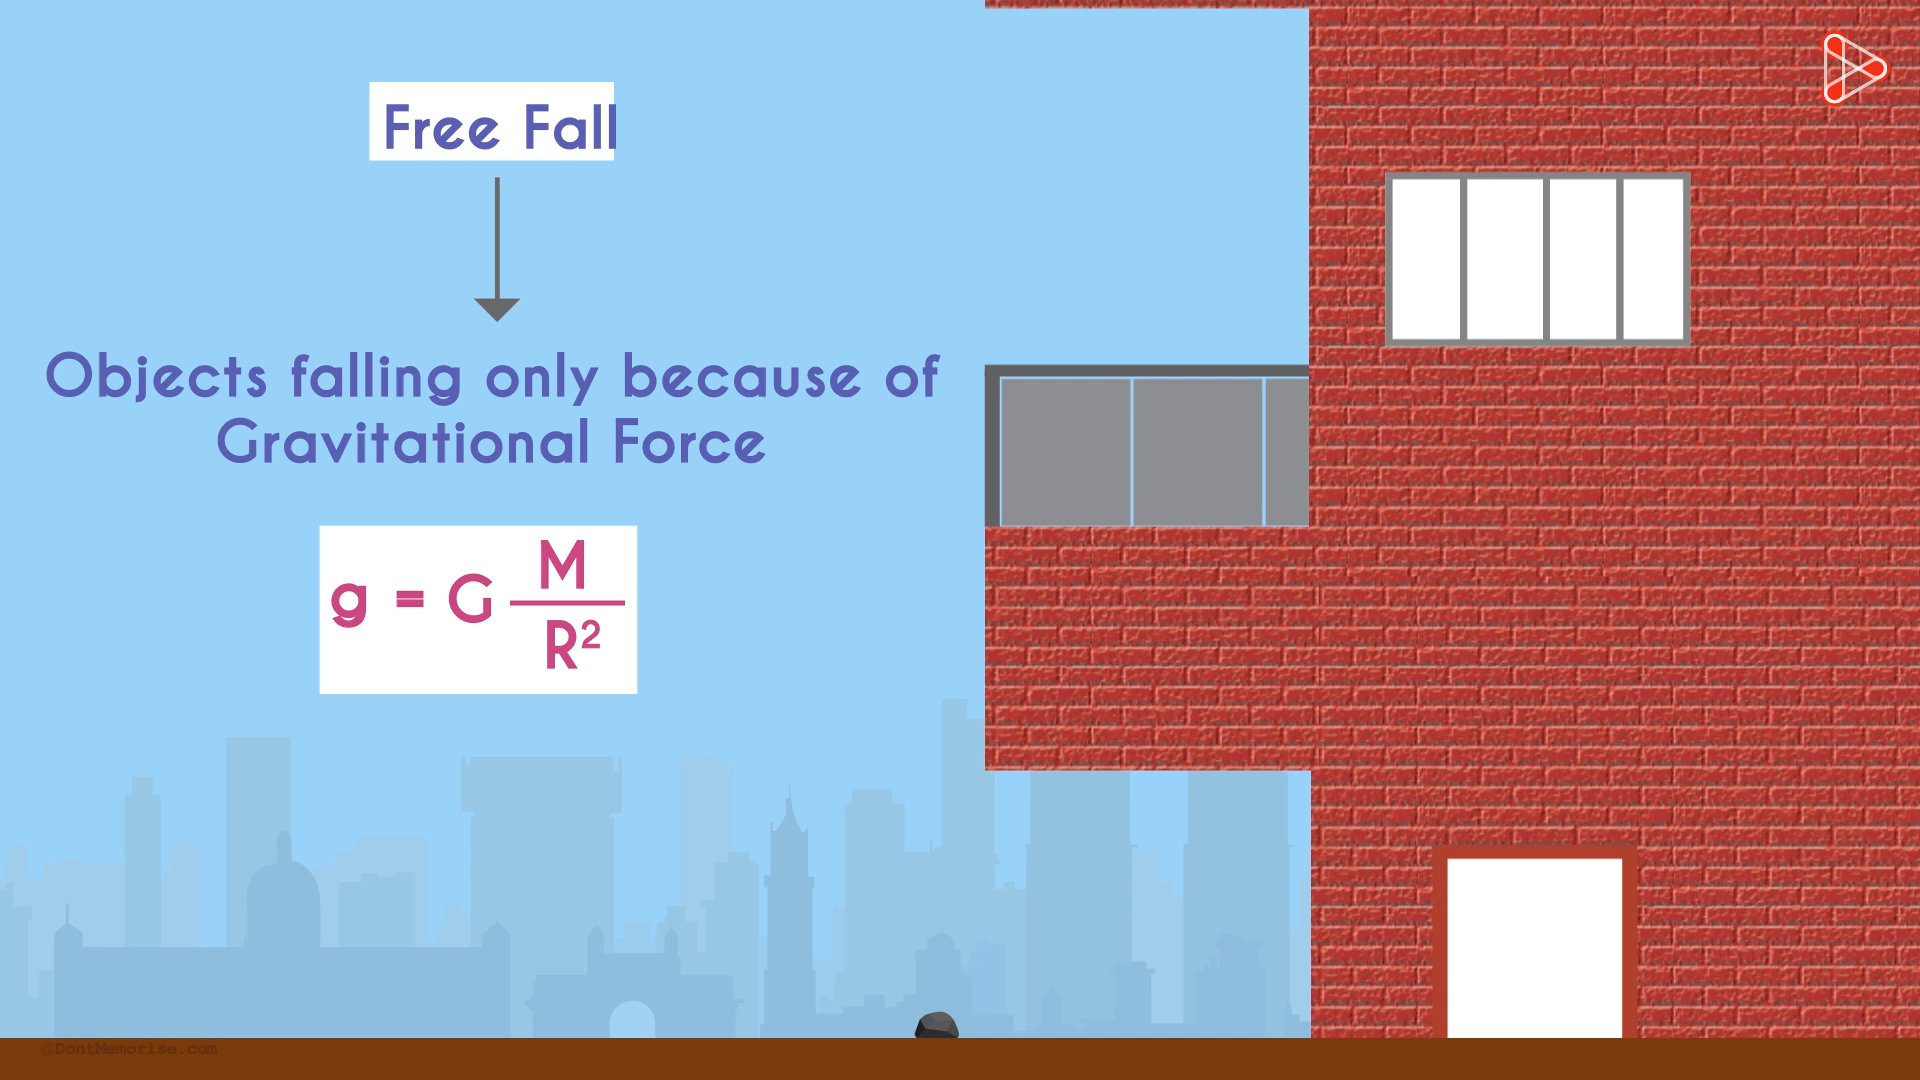 Free Fall
Objects falling only because of
Gravitational Force
g = G M
R²
©DontMemorise.com